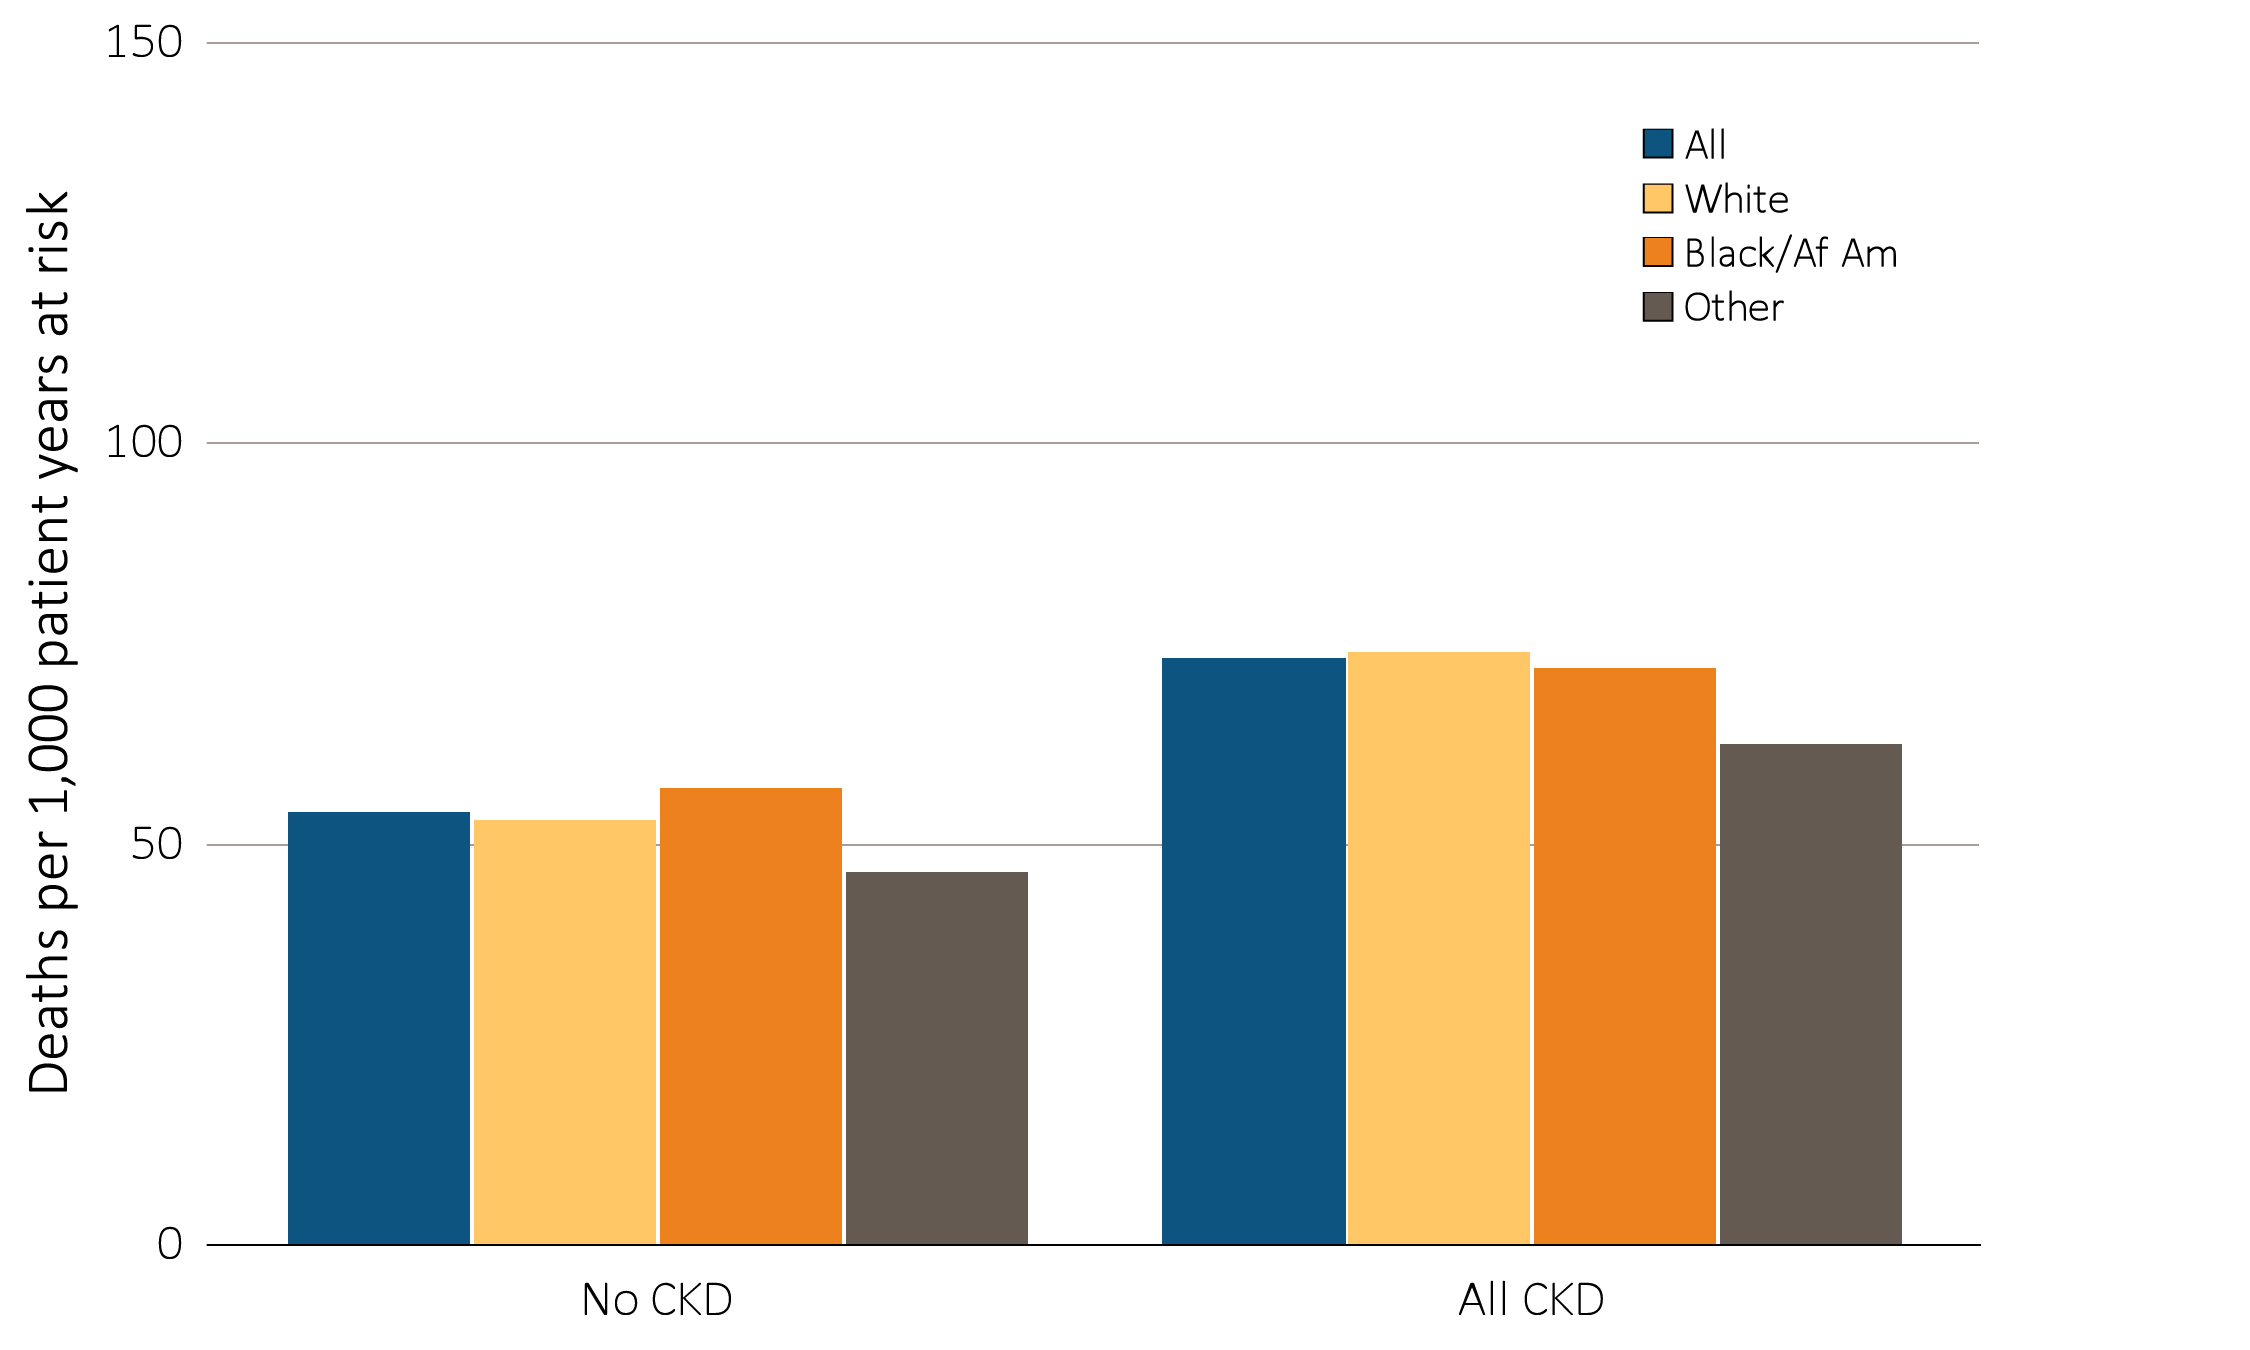 Deaths per 1,000 patient years at risk
150
100
50
0
All
White
Black/Af Am
Other
No CKD
All CKD